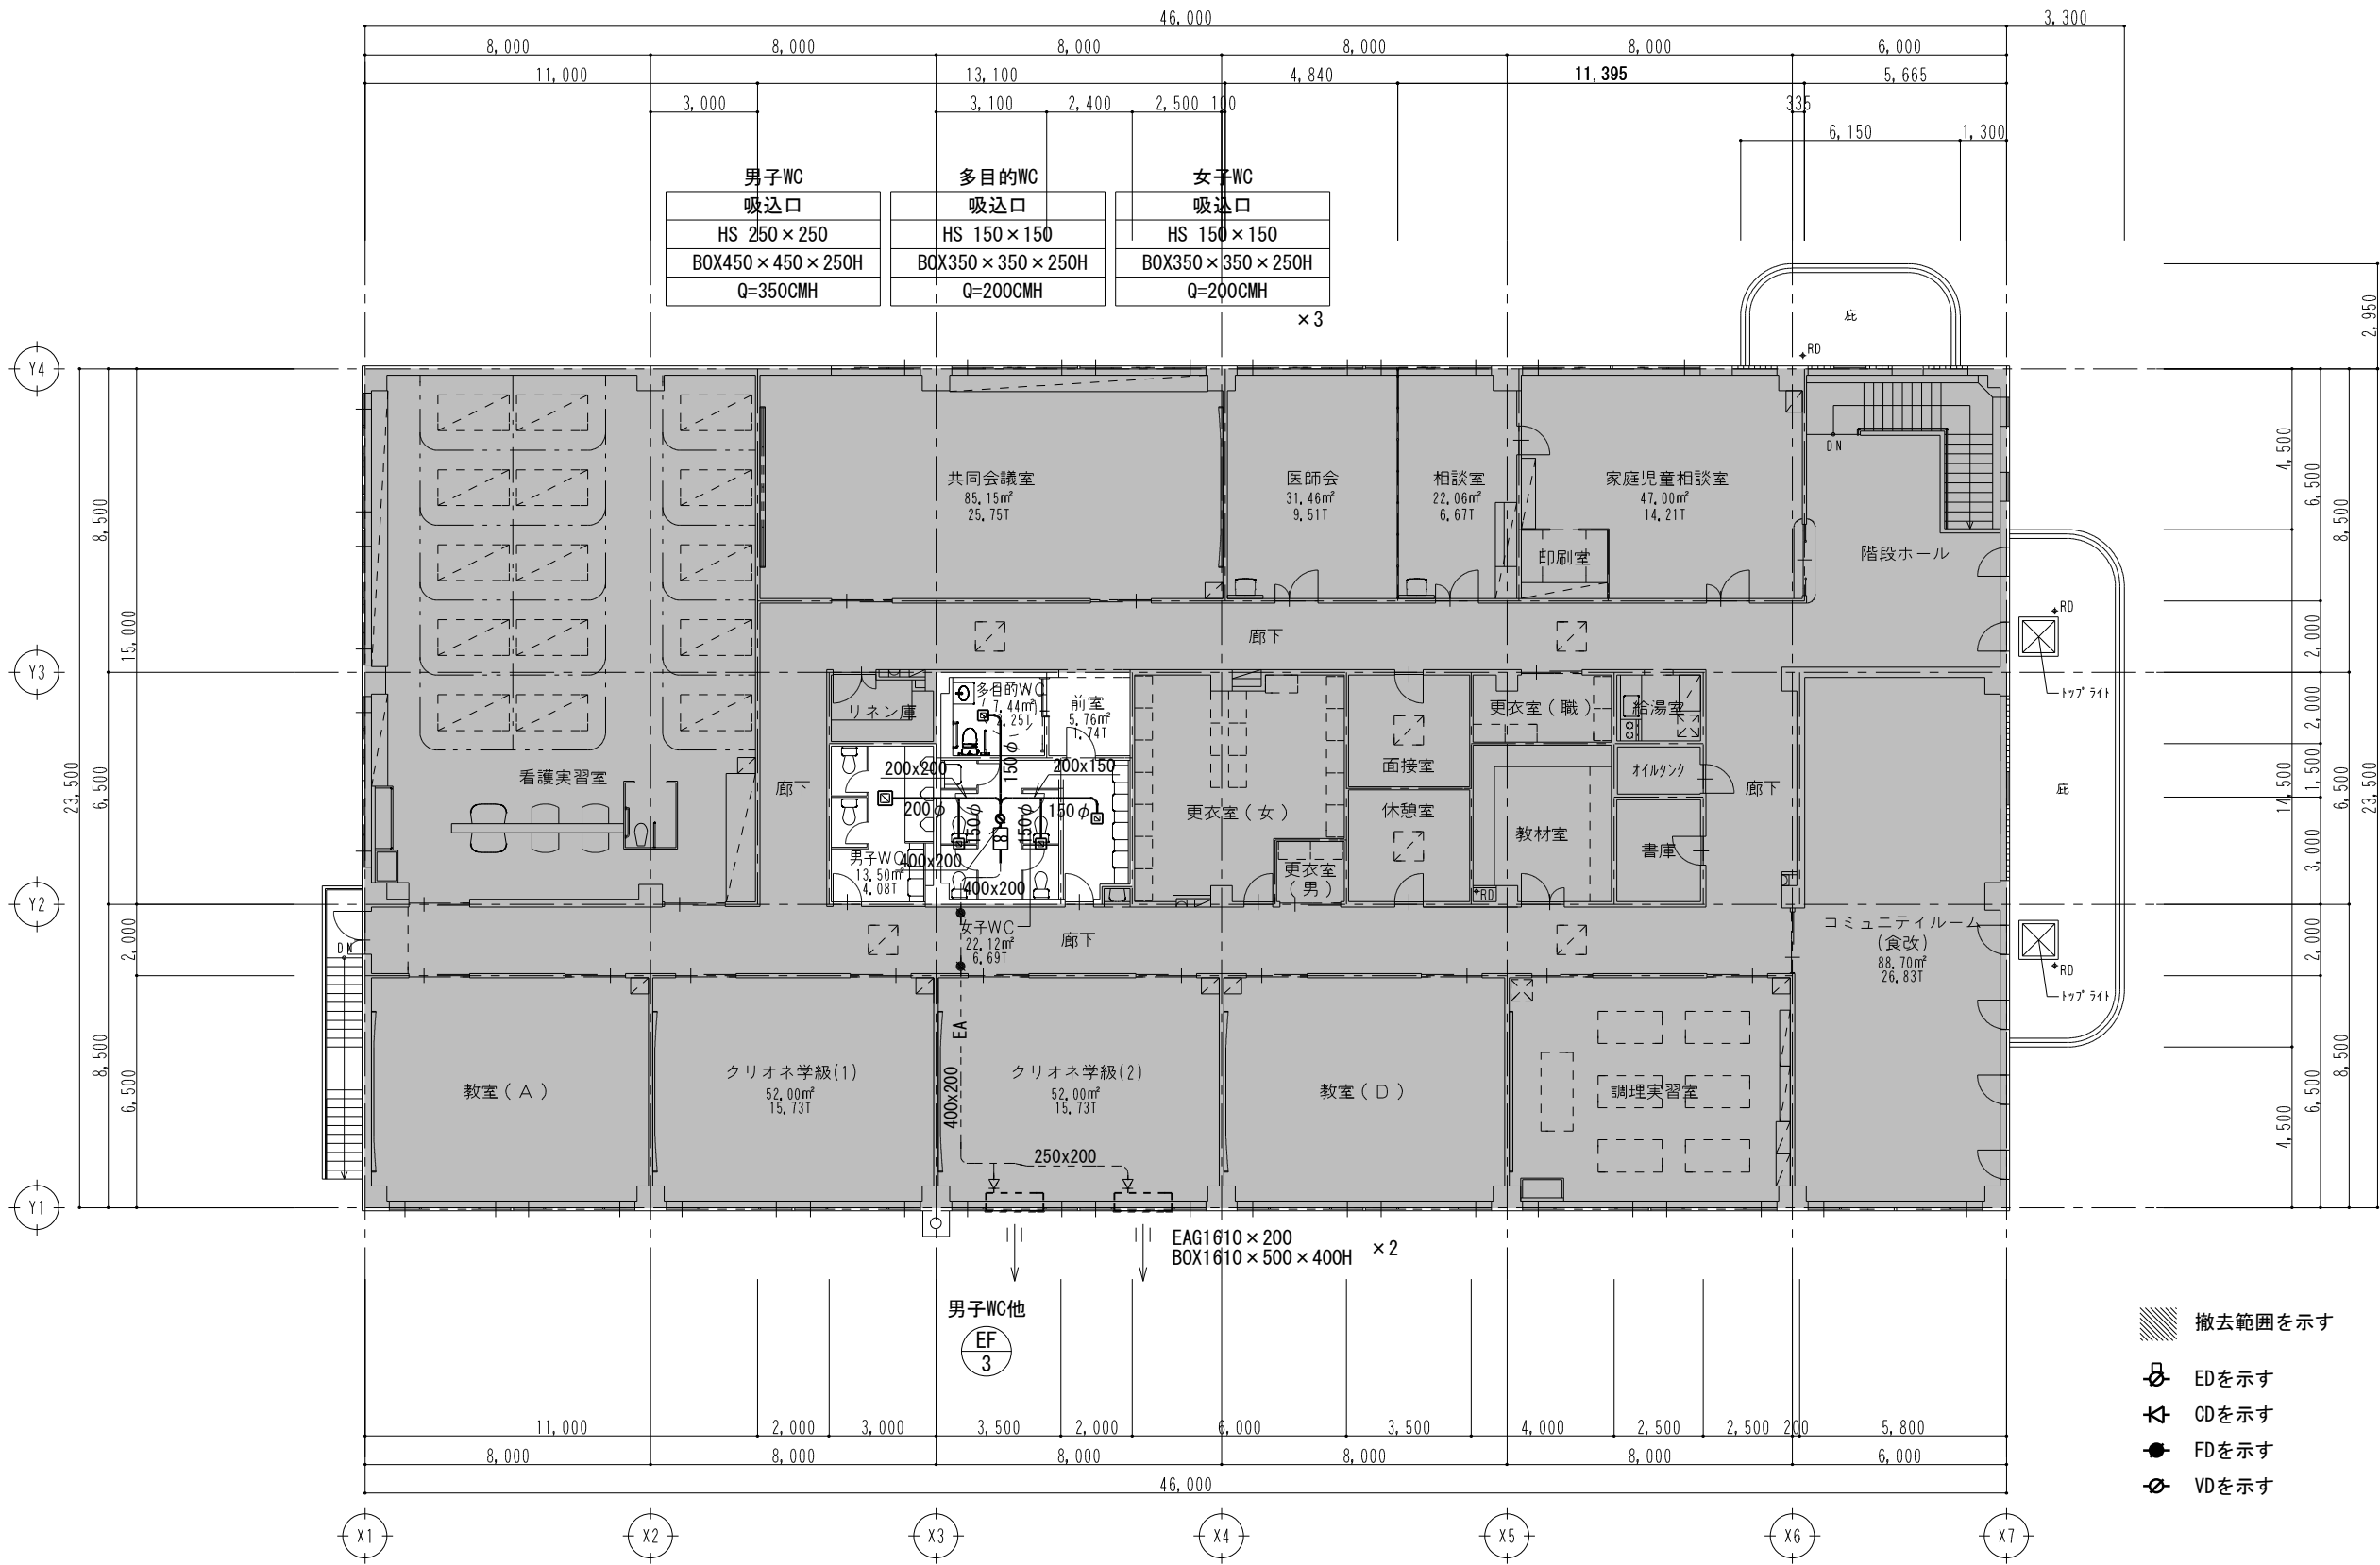 46,000
3,300
8,000
8,000
8,000
8,000
8,000
6,000
11,000
13,100
4,840
11,395
5,665
3,000
3,100
2,400
2,500
100
335
6,150
1,300
男子WC
吸込口
HS 250×250
BOX450×450×250H
Q=350CMH
多目的WC
吸込口
HS 150×150
BOX350×350×250H
Q=200CMH
女子WC
吸込口
HS 150×150
BOX350×350×250H
Q=200CMH
×3
庇
RD
2,950
Y4
Y3
Y2
Y1
23,500
8,500
6,500
8,500
15,000
2,000
6,500
看護実習室
共同会議室
85.15㎡
25.75T
医師会
31.46㎡
9.51T
相談室
22.06㎡
6.67T
家庭児童相談室
47.00㎡
14.21T
印刷室
DN
階段ホール
廊下
リネン庫
多目的WC
7.44㎡
2.25T
前室
5.76㎡
1.74T
更衣室(職)
給湯室
RD
トップライト
廊下
200x200
150φ
200x150
200φ
150φ
150φ
150φ
8
更衣室(女)
面接室
休憩室
教材室
オイルタンク
廊下
書庫
庇
男子WC
13.50㎡
4.08T
400x200
400x200
更衣室
(男)
RD
DN
女子WC
22.12㎡
6.69T
廊下
コミュニティルーム
(食改)
88.70㎡
26.83T
RD
トップライト
教室(A)
クリオネ学級(1)
52.00㎡
15.73T
EA
400x200
クリオネ学級(2)
52.00㎡
15.73T
教室(D)
調理実習室
250x200
4,500
2,000
2,000
1,500
3,000
2,000
6,500
4,500
14,500
6,500
8,500
6,500
8,500
23,500
EAG1610×200
BOX1610×500×400H
×2
男子WC他
EF
3
撤去範囲を示す
EDを示す
CDを示す
FDを示す
VDを示す
11,000
2,000
3,000
3,500
2,000
6,000
3,500
4,000
2,500
2,500
200
5,800
8,000
8,000
8,000
8,000
8,000
6,000
46,000
X1
X2
X3
X4
X5
X6
X7